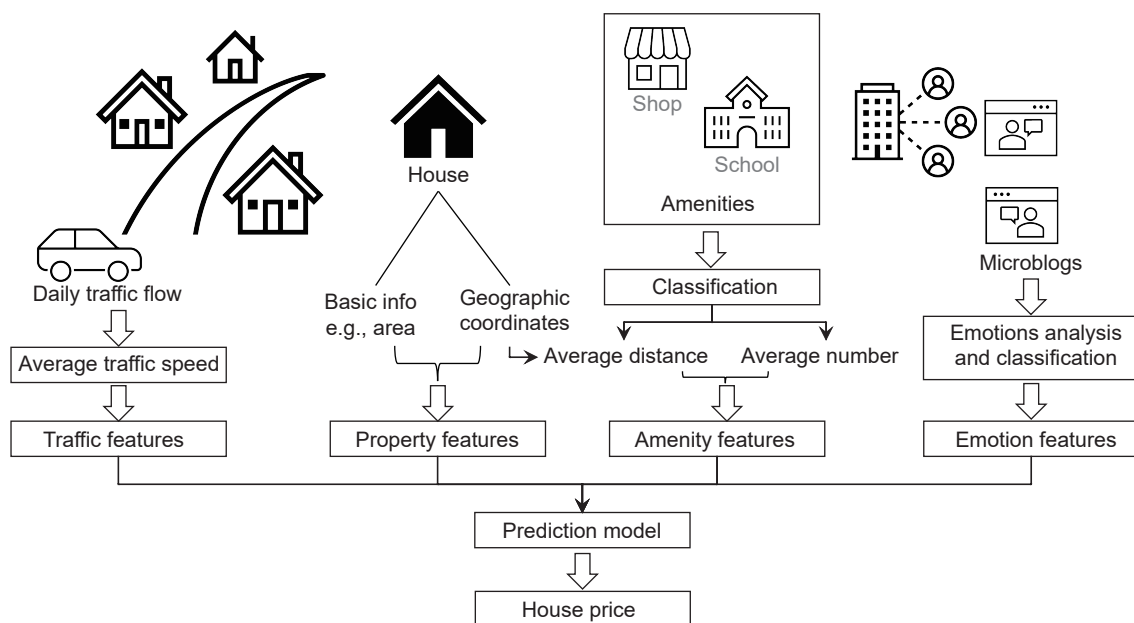 Shop
School
Amenities
House
Daily traffic flow
Basic info
e.g., area
Geographic
coordinates
Classification
Microblogs
Average traffic speed
Average distance
Average number
Emotions analysis
and classification
Traffic features
Property features
Amenity features
Emotion features
Prediction model
House price